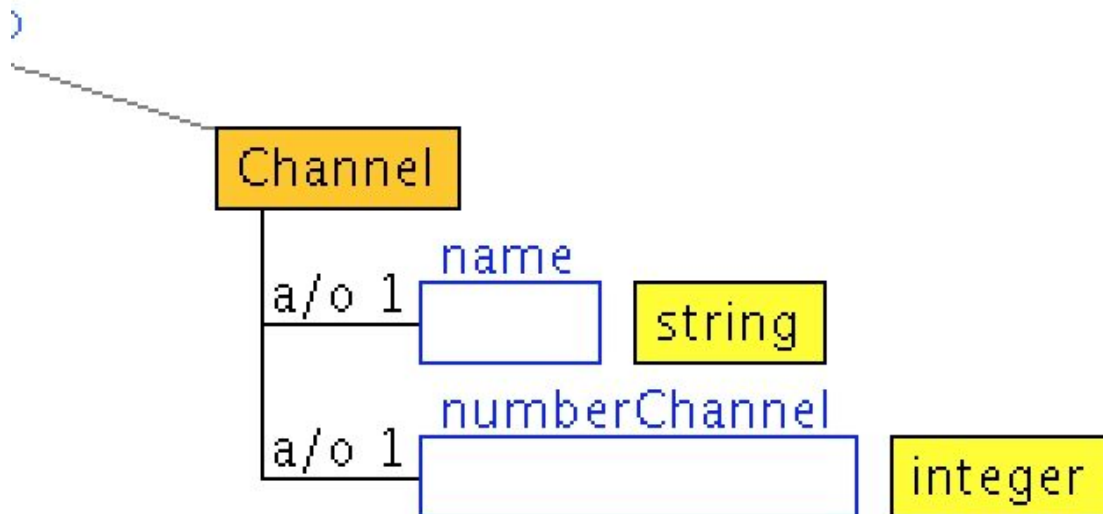 Channel
name
a/o 1
string
numberChannel
a/o 1
integer